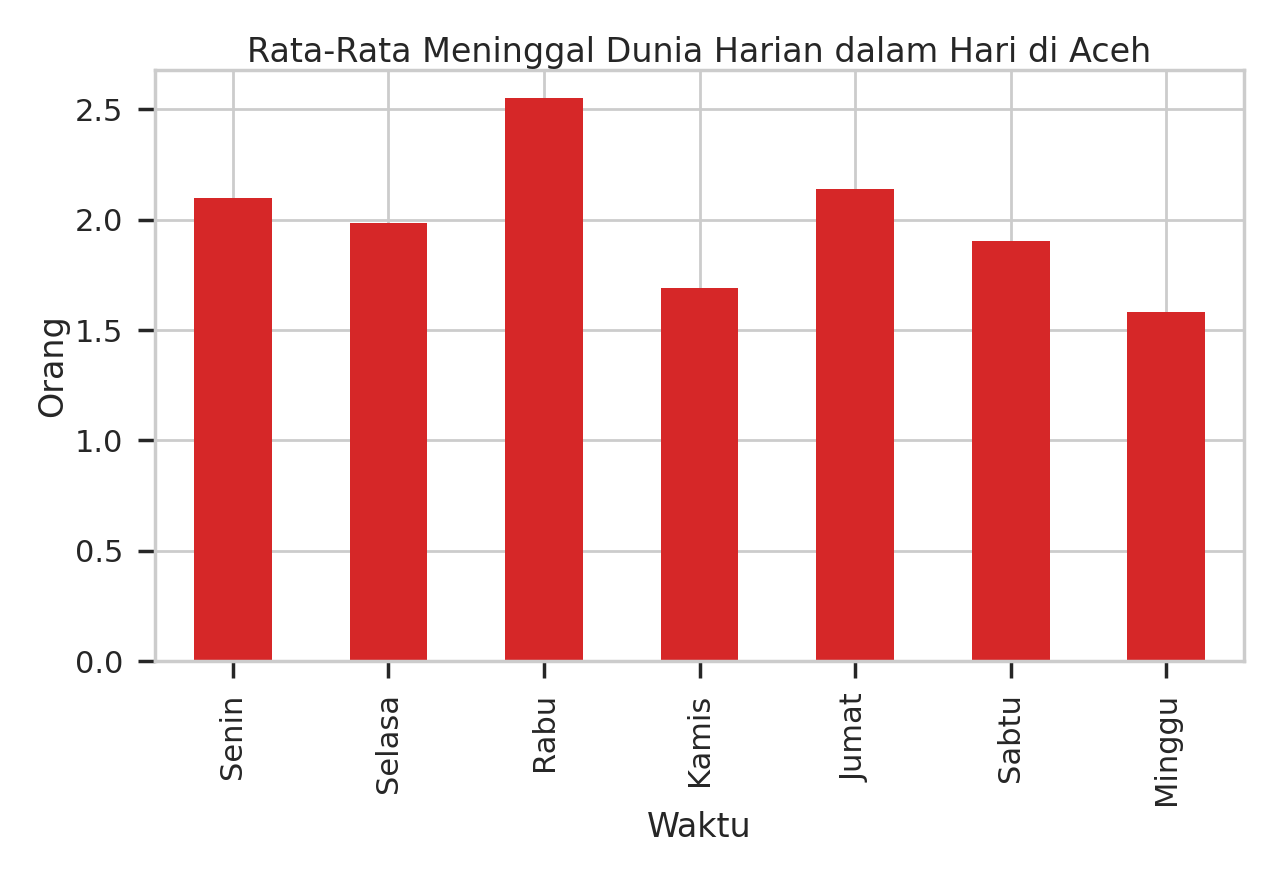 Rata-Rata Meninggal Dunia Harian dalam Hari di Aceh
2.5
2.0
1.5
1.0
0.5
0.0
Orang
Senin
Selasa
Rabu
Kamis
Jumat
Sabtu
Minggu
Waktu